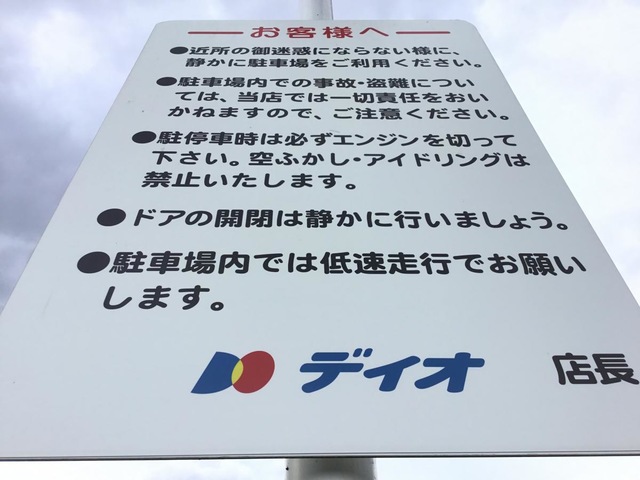 お客様へ
●近所の御迷惑にならない様に、
静かに駐車場をご利用ください。
●駐車場内での事故・盗難につい
ては、当店では一切責任をおい
かねますので、ご注意ください。
●駐停車時は必ずエンジンを切って
下さい。空ふかし・アイドリングは
禁止いたします。
●ドアの開閉は静かに行いましょう。
●駐車場内では低速走行でお願い
します。
ディオ 店長